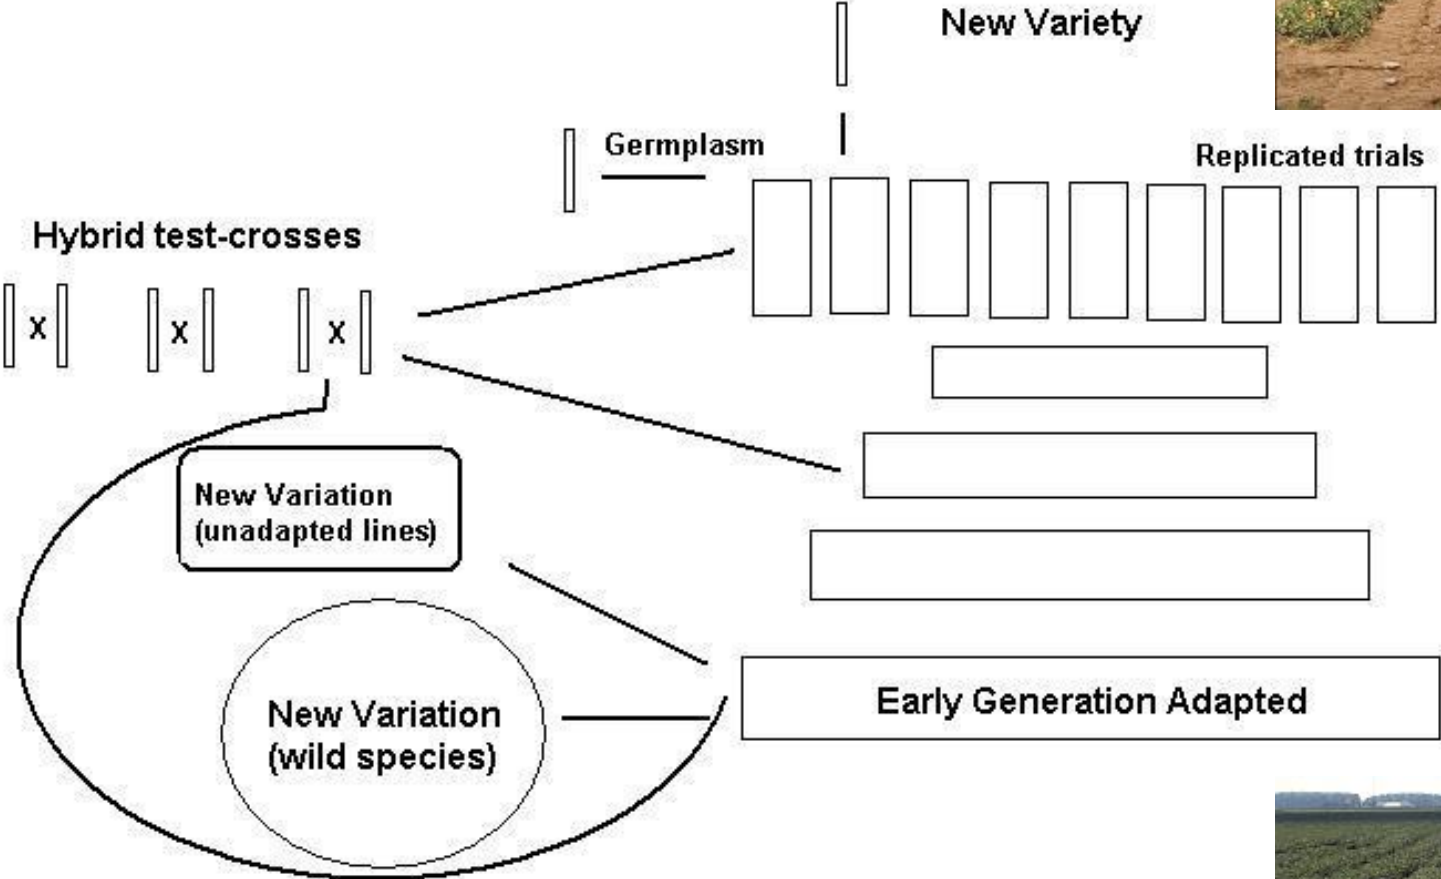 New Variety
Germplasm
Replicated trials
Hybrid test-crosses
X X X
New Variation
(unadapted lines)
New Variation
(wild species)
Early Generation Adapted